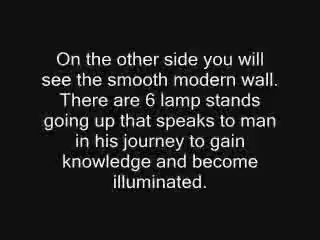 On the other side you will
see the smooth modern wall.
There are 6 lamp stands
going up that speaks to man
in his journey to gain
knowledge and become
illuminated.